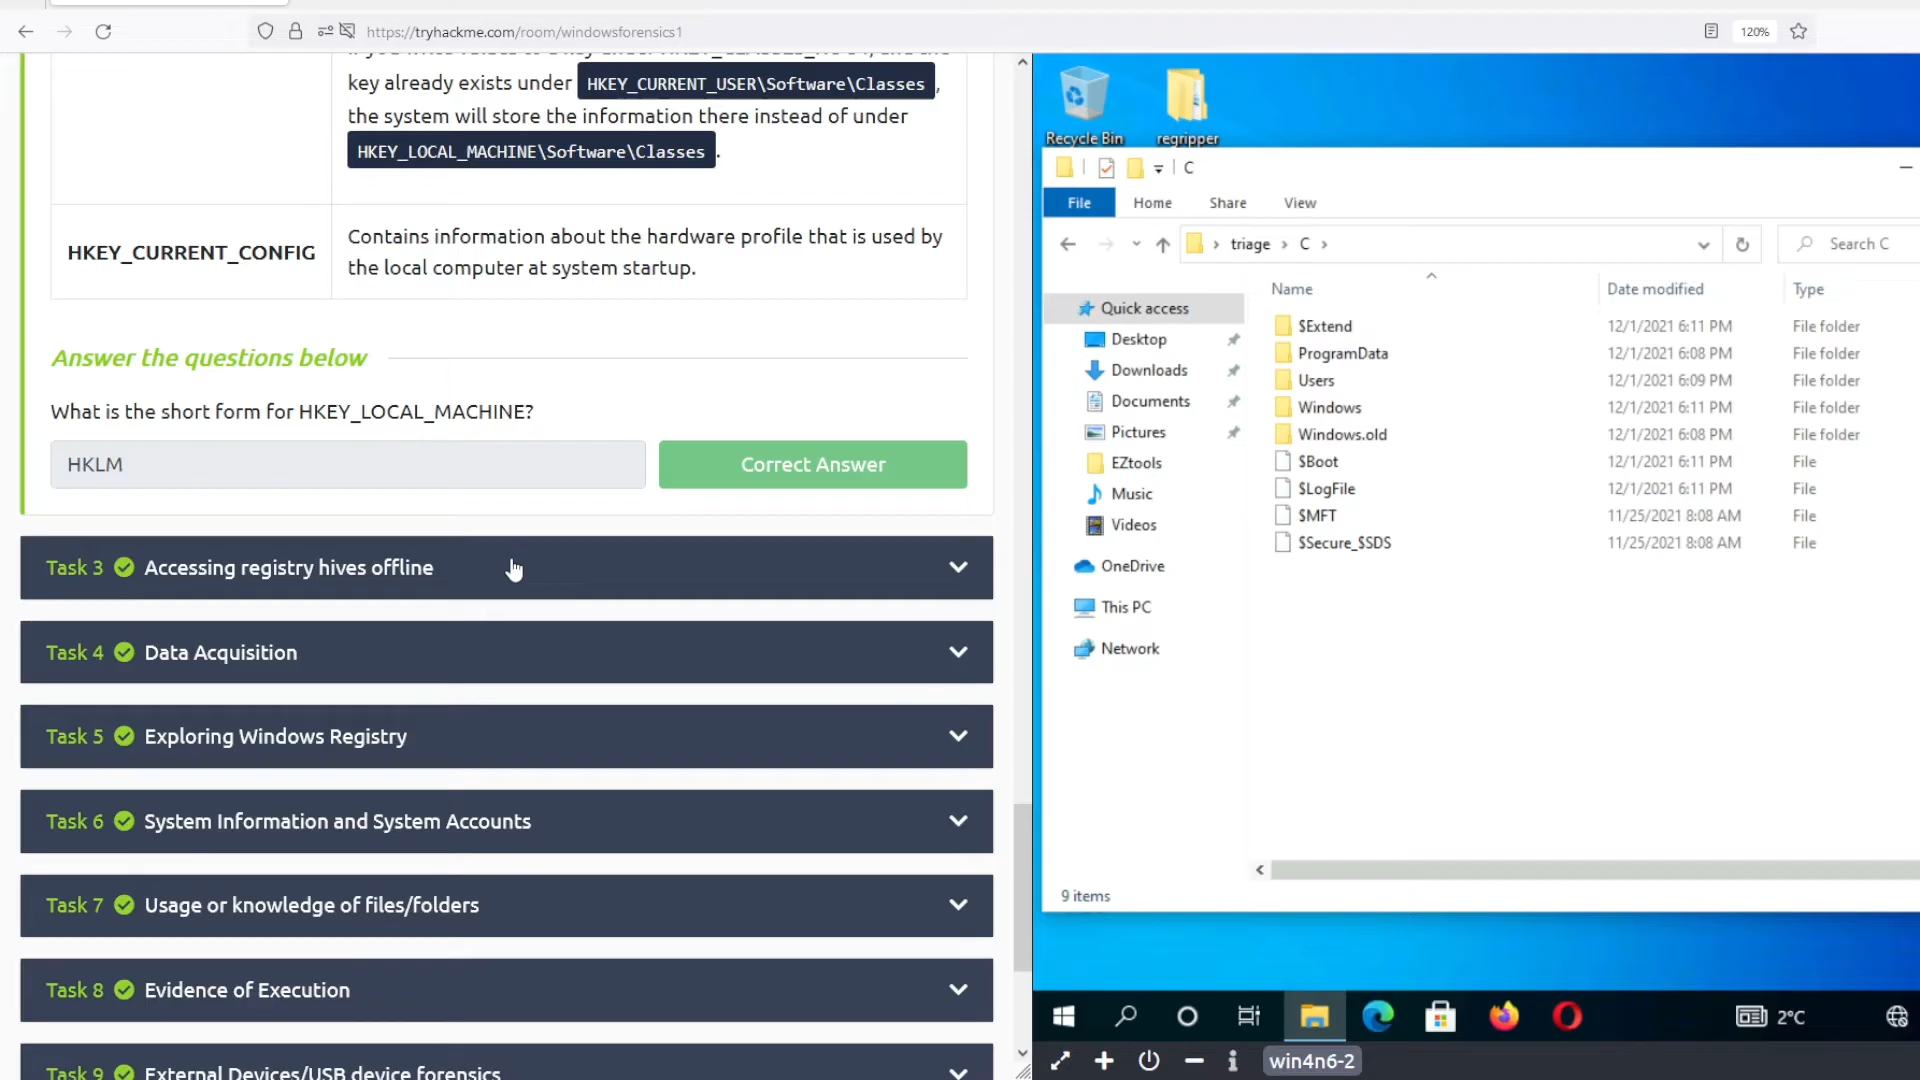 https://tryhackme.com/room/windowsforensics1
120%
key already exists under HKEY_CURRENT_USER\Software\Classes ,
the system will store the information there instead of under
HKEY_LOCAL_MACHINE\Software\Classes .
HKEY_CURRENT_CONFIG
Contains information about the hardware profile that is used by
the local computer at system startup.
Answer the questions below
What is the short form for HKEY_LOCAL_MACHINE?
HKLM
Correct Answer
Task 3 Accessing registry hives offline
Task 4 Data Acquisition
Task 5 Exploring Windows Registry
Task 6 System Information and System Accounts
Task 7 Usage or knowledge of files/folders
Task 8 Evidence of Execution
Task 9 External Devices/USB device forensics
Recycle Bin
regripper
C
File Home Share View
triage C
Search C
Name Date modified Type
Quick access
Desktop
Downloads
Documents
Pictures
EZtools
Music
Videos
OneDrive
This PC
Network
$Extend 12/1/2021 6:11 PM File folder
ProgramData 12/1/2021 6:08 PM File folder
Users 12/1/2021 6:09 PM File folder
Windows 12/1/2021 6:11 PM File folder
Windows.old 12/1/2021 6:08 PM File folder
$Boot 12/1/2021 6:11 PM File
$LogFile 12/1/2021 6:11 PM File
$MFT 11/25/2021 8:08 AM File
$Secure_$SDS 11/25/2021 8:08 AM File
9 items
2°C
win4n6-2